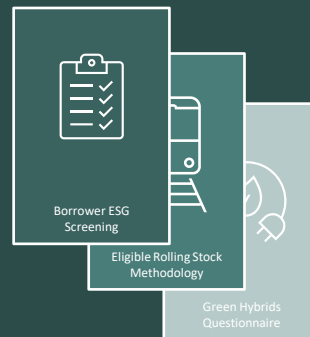 Borrower ESG
Screening
Eligible Rolling Stock
Methodology
Green Hybrids
Questionnaire